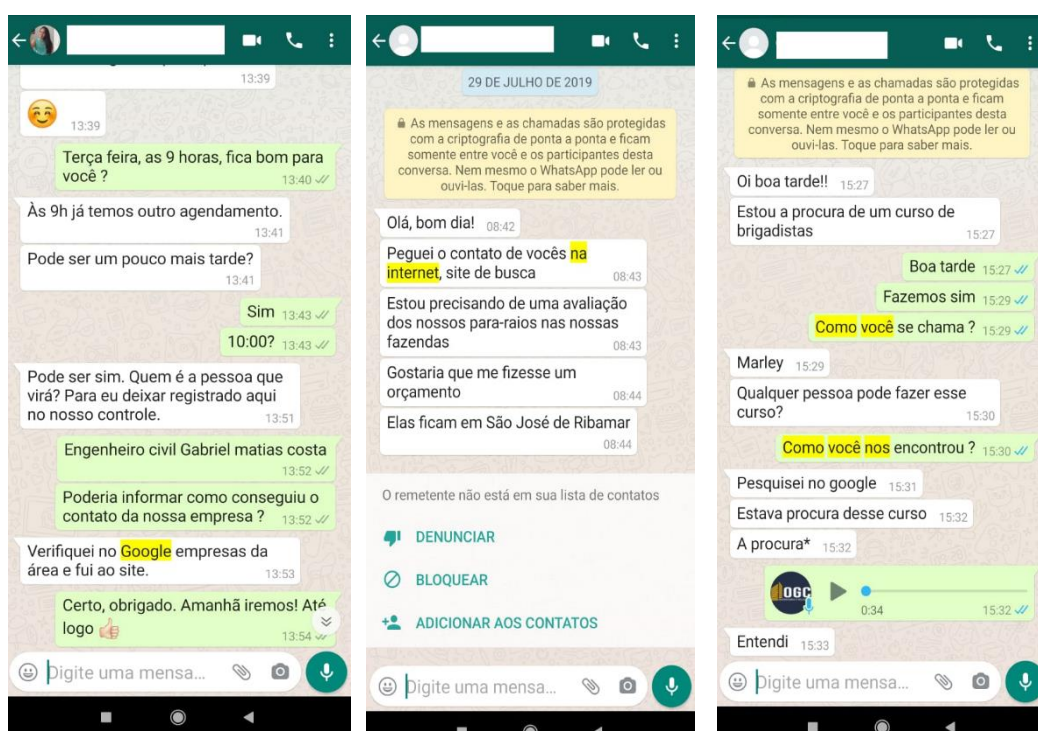 13:39
13:39
Terça feira, as 9 horas, fica bom para
você ?
13:40
Às 9h já temos outro agendamento.
13:41
Pode ser um pouco mais tarde?
13:41
Sim 13:43
10:00? 13:43
Pode ser sim. Quem é a pessoa que
virá? Para eu deixar registrado aqui
no nosso controle.
13:51
Engenheiro civil Gabriel matias costa
13:52
Poderia informar como conseguiu o
contato da nossa empresa ? 13:52
Verifiquei no Google empresas da
área e fui ao site.
13:53
Certo, obrigado. Amanhã iremos! Até
logo
13:54
Digite uma mensa...
29 DE JULHO DE 2019
As mensagens e as chamadas são protegidas
com a criptografia de ponta a ponta e ficam
somente entre você e os participantes desta
conversa. Nem mesmo o WhatsApp pode ler ou
ouvi-las. Toque para saber mais.
Olá, bom dia! 08:42
Peguei o contato de vocês na
internet, site de busca
08:43
Estou precisando de uma avaliação
dos nossos para-raios nas nossas
fazendas
08:43
Gostaria que me fizesse um
orçamento
08:44
Elas ficam em São José de Ribamar
08:44
O remetente não está em sua lista de contatos
DENUNCIAR
BLOQUEAR
ADICIONAR AOS CONTATOS
Digite uma mensa...
As mensagens e as chamadas são protegidas
com a criptografia de ponta a ponta e ficam
somente entre você e os participantes desta
conversa. Nem mesmo o WhatsApp pode ler ou
ouvi-las. Toque para saber mais.
Oi boa tarde!! 15:27
Estou a procura de um curso de
brigadistas
15:27
Boa tarde 15:27
Fazemos sim 15:29
Como você se chama ? 15:29
Marley 15:29
Qualquer pessoa pode fazer esse
curso?
15:30
Como você nos encontrou ? 15:30
Pesquisei no google 15:31
Estava procura desse curso 15:32
A procura* 15:32
OGC
0:34 15:32
Entendi 15:33
Digite uma mensa...